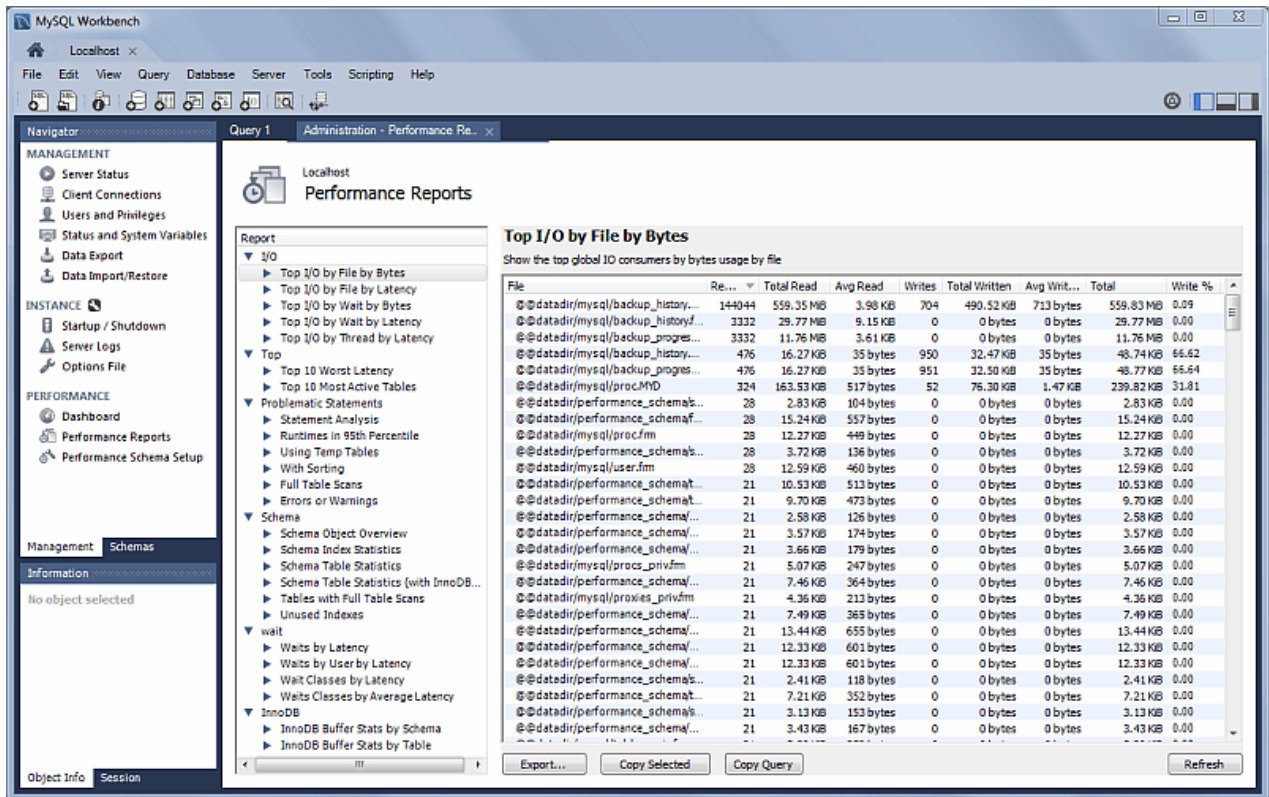 MySQL Workbench
Localhost
File Edit View Query Database Server Tools Scripting Help
Navigator
MANAGEMENT
Server Status
Client Connections
Users and Privileges
Status and System Variables
Data Export
Data Import/Restore
INSTANCE
Startup / Shutdown
Server Logs
Options File
PERFORMANCE
Dashboard
Performance Reports
Performance Schema Setup
Management Schemas
Information
No object selected
Object Info Session
Query 1 Administration - Performance Re..
Localhost
Performance Reports
Report
I/O
Top I/O by File by Bytes
Top I/O by File by Latency
Top I/O by Wait by Bytes
Top I/O by Wait by Latency
Top I/O by Thread by Latency
Top
Top 10 Worst Latency
Top 10 Most Active Tables
Problematic Statements
Statement Analysis
Runtimes in 95th Percentile
Using Temp Tables
With Sorting
Full Table Scans
Errors or Warnings
Schema
Schema Object Overview
Schema Index Statistics
Schema Table Statistics
Schema Table Statistics (with InnoDB...
Tables with Full Table Scans
Unused Indexes
wait
Waits by Latency
Waits by User by Latency
Wait Classes by Latency
Waits Classes by Average Latency
InnoDB
InnoDB Buffer Stats by Schema
InnoDB Buffer Stats by Table
Top I/O by File by Bytes
Show the top global IO consumers by bytes usage by file
File Re... Total Read Avg Read Writes Total Written Avg Writ... Total Write %
@@datadir/mysql/backup_history.... 144044 559.35 MiB 3.98 KiB 704 490.52 KiB 713 bytes 559.83 MiB 0.09
@@datadir/mysql/backup_history.f... 3332 29.77 MiB 9.15 KiB 0 0 bytes 0 bytes 29.77 MiB 0.00
@@datadir/mysql/backup_progres... 3332 11.76 MiB 3.61 KiB 0 0 bytes 0 bytes 11.76 MiB 0.00
@@datadir/mysql/backup_history.... 476 16.27 KiB 35 bytes 950 32.47 KiB 35 bytes 48.74 KiB 66.62
@@datadir/mysql/backup_progres... 476 16.27 KiB 35 bytes 951 32.50 KiB 35 bytes 48.77 KiB 66.64
@@datadir/mysql/proc.MYD 324 163.53 KiB 517 bytes 52 76.30 KiB 1.47 KiB 239.82 KiB 31.81
@@datadir/performance_schema/s... 28 2.83 KiB 104 bytes 0 0 bytes 0 bytes 2.83 KiB 0.00
@@datadir/performance_schema/f... 28 15.24 KiB 557 bytes 0 0 bytes 0 bytes 15.24 KiB 0.00
@@datadir/mysql/proc.frm 28 12.27 KiB 449 bytes 0 0 bytes 0 bytes 12.27 KiB 0.00
@@datadir/performance_schema/s... 28 3.72 KiB 136 bytes 0 0 bytes 0 bytes 3.72 KiB 0.00
@@datadir/mysql/user.frm 28 12.59 KiB 460 bytes 0 0 bytes 0 bytes 12.59 KiB 0.00
@@datadir/performance_schema/t... 21 10.53 KiB 513 bytes 0 0 bytes 0 bytes 10.53 KiB 0.00
@@datadir/performance_schema/t... 21 9.70 KiB 473 bytes 0 0 bytes 0 bytes 9.70 KiB 0.00
@@datadir/performance_schema/... 21 2.58 KiB 126 bytes 0 0 bytes 0 bytes 2.58 KiB 0.00
@@datadir/performance_schema/... 21 3.57 KiB 174 bytes 0 0 bytes 0 bytes 3.57 KiB 0.00
@@datadir/performance_schema/... 21 3.66 KiB 179 bytes 0 0 bytes 0 bytes 3.66 KiB 0.00
@@datadir/mysql/procs_priv.frm 21 5.07 KiB 247 bytes 0 0 bytes 0 bytes 5.07 KiB 0.00
@@datadir/performance_schema/... 21 7.46 KiB 364 bytes 0 0 bytes 0 bytes 7.46 KiB 0.00
@@datadir/mysql/proxies_priv.frm 21 4.36 KiB 213 bytes 0 0 bytes 0 bytes 4.36 KiB 0.00
@@datadir/performance_schema/... 21 7.49 KiB 365 bytes 0 0 bytes 0 bytes 7.49 KiB 0.00
@@datadir/performance_schema/... 21 13.44 KiB 655 bytes 0 0 bytes 0 bytes 13.44 KiB 0.00
@@datadir/performance_schema/... 21 12.33 KiB 601 bytes 0 0 bytes 0 bytes 12.33 KiB 0.00
@@datadir/performance_schema/... 21 12.33 KiB 601 bytes 0 0 bytes 0 bytes 12.33 KiB 0.00
@@datadir/performance_schema/s... 21 2.41 KiB 118 bytes 0 0 bytes 0 bytes 2.41 KiB 0.00
@@datadir/performance_schema/t... 21 7.21 KiB 352 bytes 0 0 bytes 0 bytes 7.21 KiB 0.00
@@datadir/performance_schema/s... 21 3.13 KiB 153 bytes 0 0 bytes 0 bytes 3.13 KiB 0.00
@@datadir/performance_schema/... 21 3.43 KiB 167 bytes 0 0 bytes 0 bytes 3.43 KiB 0.00
Export... Copy Selected Copy Query Refresh